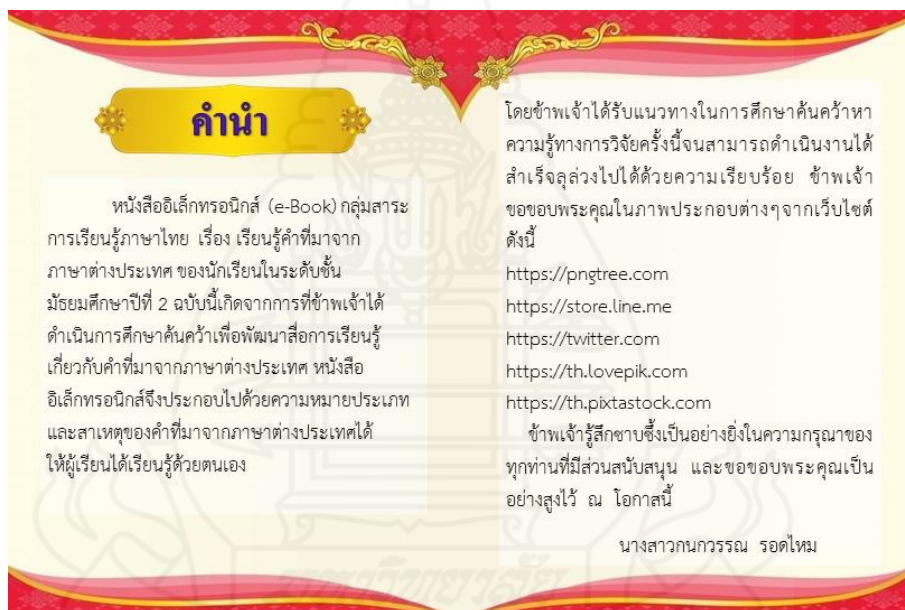 คำนำ
หนังสืออิเล็กทรอนิกส์ (e-Book) กลุ่มสาระ
การเรียนรู้ภาษาไทย เรื่อง เรียนรู้คำที่มาจาก
ภาษาต่างประเทศ ของนักเรียนในระดับชั้น
มัธยมศึกษาปีที่ 2 ฉบับนี้เกิดจากการที่ข้าพเจ้าได้
ดำเนินการศึกษาค้นคว้าเพื่อพัฒนาสื่อการเรียนรู้
เกี่ยวกับคำที่มาจากภาษาต่างประเทศ หนังสือ
อิเล็กทรอนิกส์จึงประกอบไปด้วยความหมายประเภท
และสาเหตุของคำที่มาจากภาษาต่างประเทศได้
ให้ผู้เรียนได้เรียนรู้ด้วยตนเอง
โดยข้าพเจ้าได้รับแนวทางในการศึกษาค้นคว้าหา
ความรู้ทางการวิจัยครั้งนี้จนสามารถดำเนินงานได้
สำเร็จลุล่วงไปได้ด้วยความเรียบร้อย ข้าพเจ้า
ขอขอบพระคุณในภาพประกอบต่างๆจากเว็บไซต์
ดังนี้
https://pngtree.com
https://store.line.me
https://twitter.com
https://th.lovepik.com
https://th.pixtastock.com
ข้าพเจ้ารู้สึกซาบซึ้งเป็นอย่างยิ่งในความกรุณาของ
ทุกท่านที่มีส่วนสนับสนุน และขอขอบพระคุณเป็น
อย่างสูงไว้ ณ โอกาสนี้
นางสาวกนกวรรณ รอดไหม